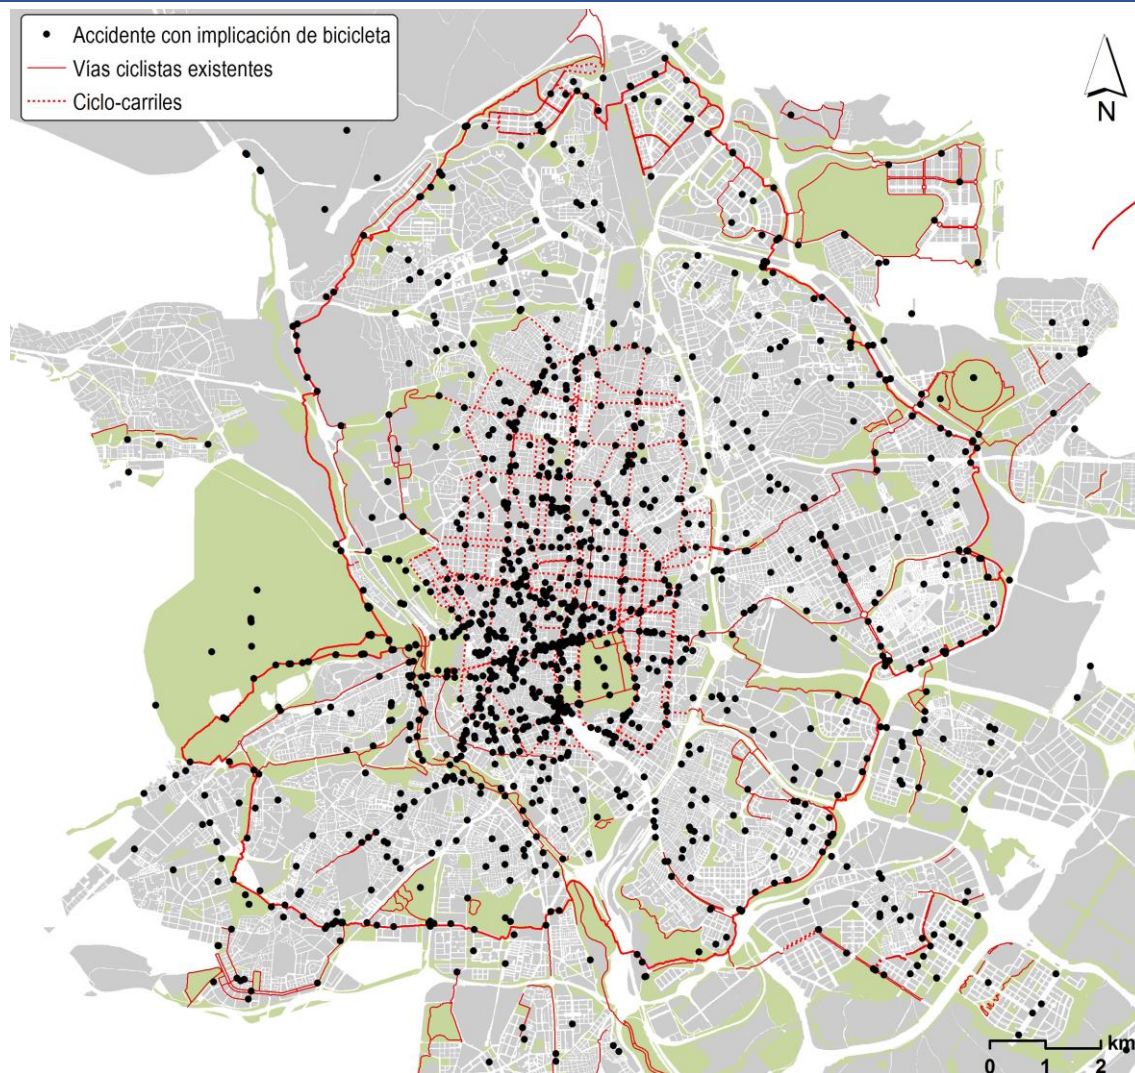 Accidente con implicación de bicicleta
Vías ciclistas existentes
Ciclo-carriles
N
km
0 1 2